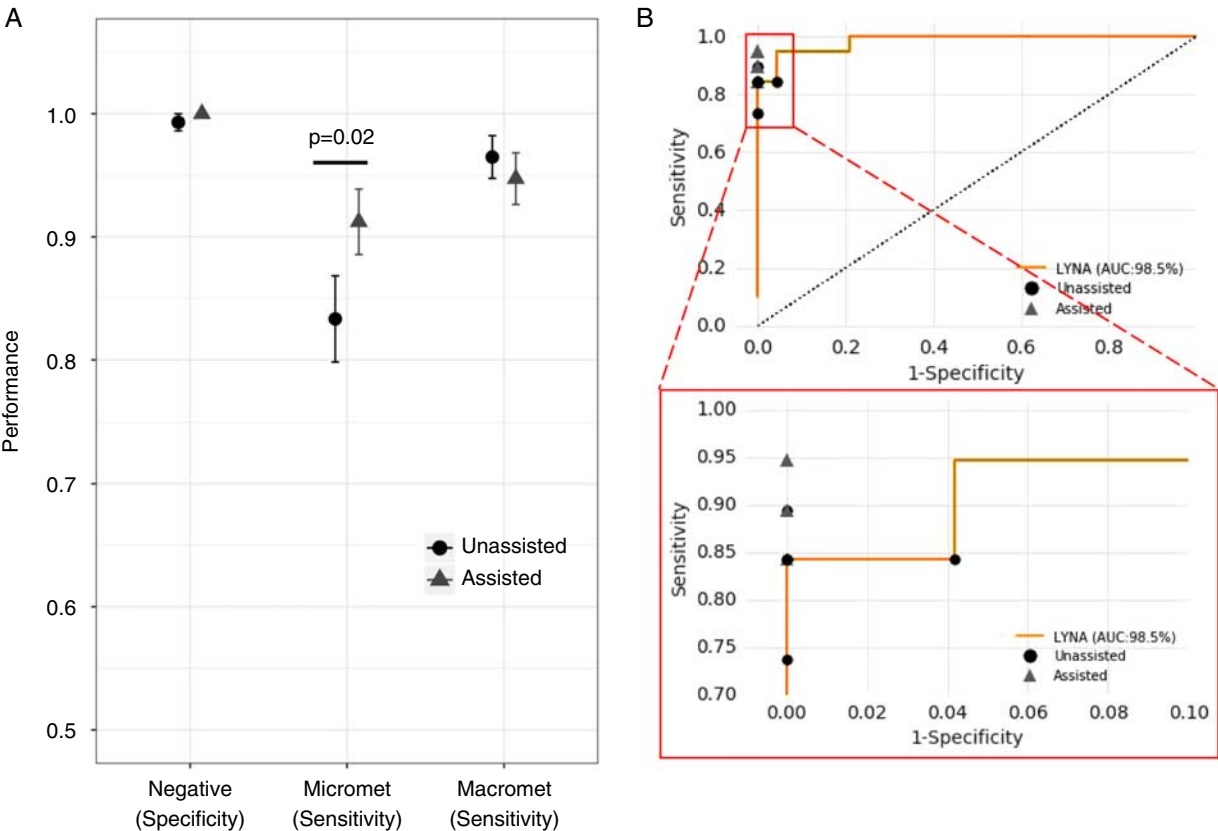 A
Performance
1.0
0.9
0.8
0.7
0.6
0.5
p=0.02
Unassisted
Assisted
Negative
(Specificity)
Micromet
(Sensitivity)
Macromet
(Sensitivity)
B
Sensitivity
1.0
0.8
0.6
0.4
0.2
0.0
LYNA (AUC:98.5%)
Unassisted
Assisted
0.0 0.2 0.4 0.6 0.8
1-Specificity
Sensitivity
1.00
0.95
0.90
0.85
0.80
0.75
0.70
LYNA (AUC:98.5%)
Unassisted
Assisted
0.00 0.02 0.04 0.06 0.08 0.10
1-Specificity